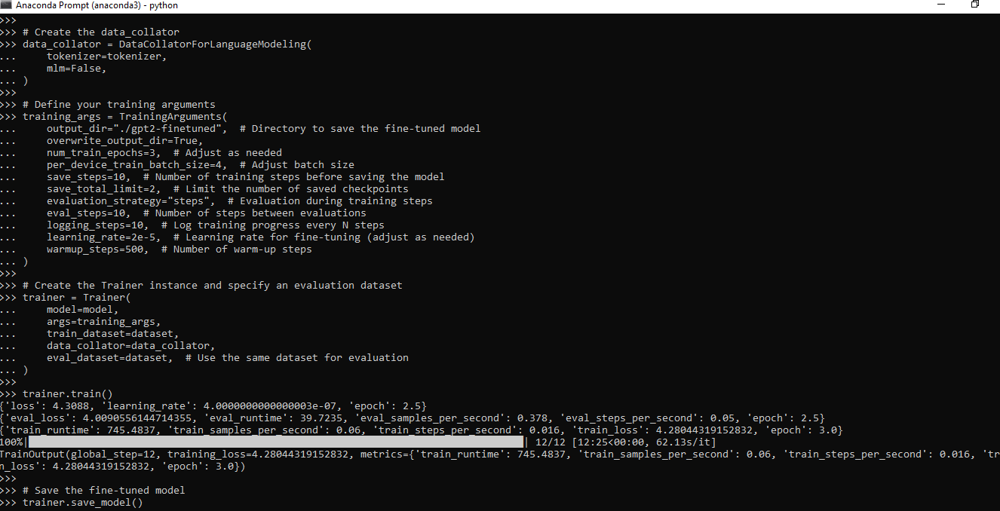 Anaconda Prompt (anaconda3) - python
>>>
>>> # Create the data_collator
>>> data_collator = DataCollatorForLanguageModeling(
...     tokenizer=tokenizer,
...     mlm=False,
... )
>>>
>>> # Define your training arguments
>>> training_args = TrainingArguments(
...     output_dir="./gpt2-finetuned",  # Directory to save the fine-tuned model
...     overwrite_output_dir=True,
...     num_train_epochs=3,  # Adjust as needed
...     per_device_train_batch_size=4,  # Adjust batch size
...     save_steps=10,  # Number of training steps before saving the model
...     save_total_limit=2,  # Limit the number of saved checkpoints
...     evaluation_strategy="steps",  # Evaluation during training steps
...     eval_steps=10,  # Number of steps between evaluations
...     logging_steps=10,  # Log training progress every N steps
...     learning_rate=2e-5,  # Learning rate for fine-tuning (adjust as needed)
...     warmup_steps=500,  # Number of warm-up steps
... )
>>>
>>> # Create the Trainer instance and specify an evaluation dataset
>>> trainer = Trainer(
...     model=model,
...     args=training_args,
...     train_dataset=dataset,
...     data_collator=data_collator,
...     eval_dataset=dataset,  # Use the same dataset for evaluation
... )
>>>
>>> trainer.train()
{'loss': 4.3088, 'learning_rate': 4.0000000000000003e-07, 'epoch': 2.5}
{'eval_loss': 4.0090556144714355, 'eval_runtime': 39.7235, 'eval_samples_per_second': 0.378, 'eval_steps_per_second': 0.05, 'epoch': 2.5}
{'train_runtime': 745.4837, 'train_samples_per_second': 0.06, 'train_steps_per_second': 0.016, 'train_loss': 4.28044319152832, 'epoch': 3.0}
100%| | 12/12 [12:25<00:00, 62.13s/it]
TrainOutput(global_step=12, training_loss=4.28044319152832, metrics={'train_runtime': 745.4837, 'train_samples_per_second': 0.06, 'train_steps_per_second': 0.016, 'tr
n_loss': 4.28044319152832, 'epoch': 3.0})
>>>
>>> # Save the fine-tuned model
>>> trainer.save_model()